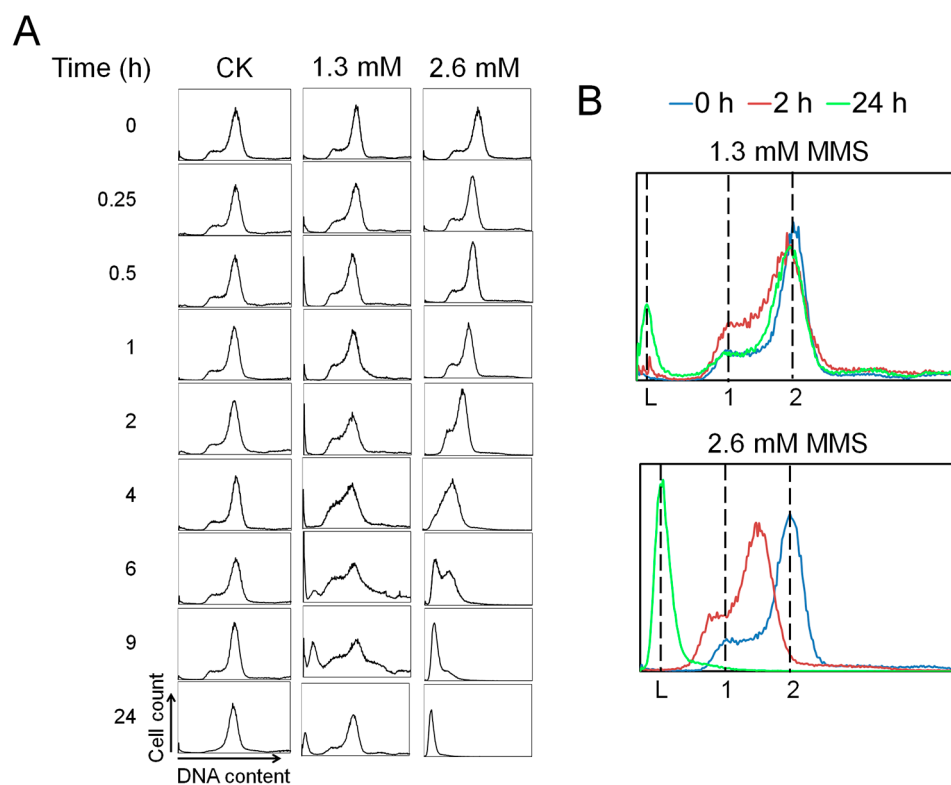 A
Time (h) CK 1.3 mM 2.6 mM
0
0.25
0.5
1
2
4
6
9
24
Cell count
DNA content
B
0 h 2 h 24 h
1.3 mM MMS
L 1 2
2.6 mM MMS
L 1 2